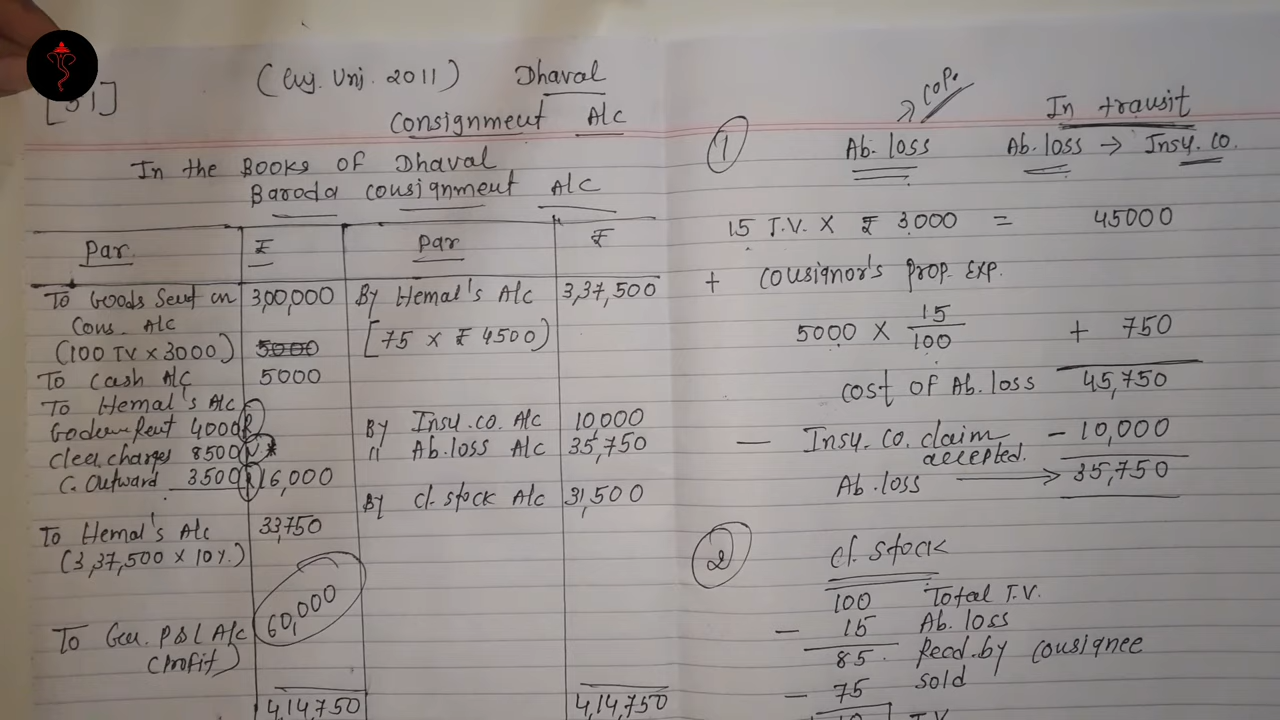 (Guj. Uni. 2011) Dhaval
[51]
Consignment A/c
In the Books of Dhaval
Baroda consignment A/c
Par. ₹ Par ₹
To Goods Sent on 3,00,000 By Hemal's A/c 3,37,500
Cons. A/c [75 x ₹ 4500]
(100 TV x 3000) 5000
To Cash A/c 5000
To Hemal's A/c
Godown Rent 4000 R By Insu. co. A/c 10,000
Clea. charges 8500 N * " Ab. loss A/c 35,750
C. Outward 3500 R 16,000
By Cl. stock A/c 31,500
To Hemal's A/c 33,750
(3,37,500 x 10%.)
60,000
To Gen. P&L A/c
(Profit)
4,14,750 4,14,750
COP.
In transit
1 Ab. loss Ab. loss → Insu. co.
15 T.V. x ₹ 3000 = 45000
+ consignor's prop. Exp.
5000 x 15/100 + 750
cost of Ab. loss 45,750
— Insu. co. claim - 10,000
accepted.
Ab. loss → 35,750
2 cl. stock
100 Total T.V.
— 15 Ab. loss
85. Recd. by consignee
— 75 sold
10 T.V.